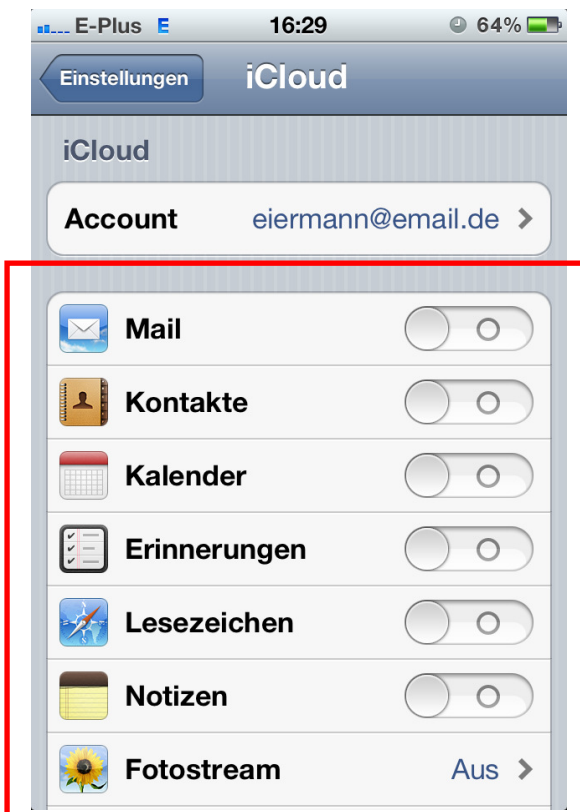 E-Plus E 16:29 64%
Einstellungen iCloud
iCloud
Account eiermann@email.de
Mail
Kontakte
Kalender
Erinnerungen
Lesezeichen
Notizen
Fotostream Aus